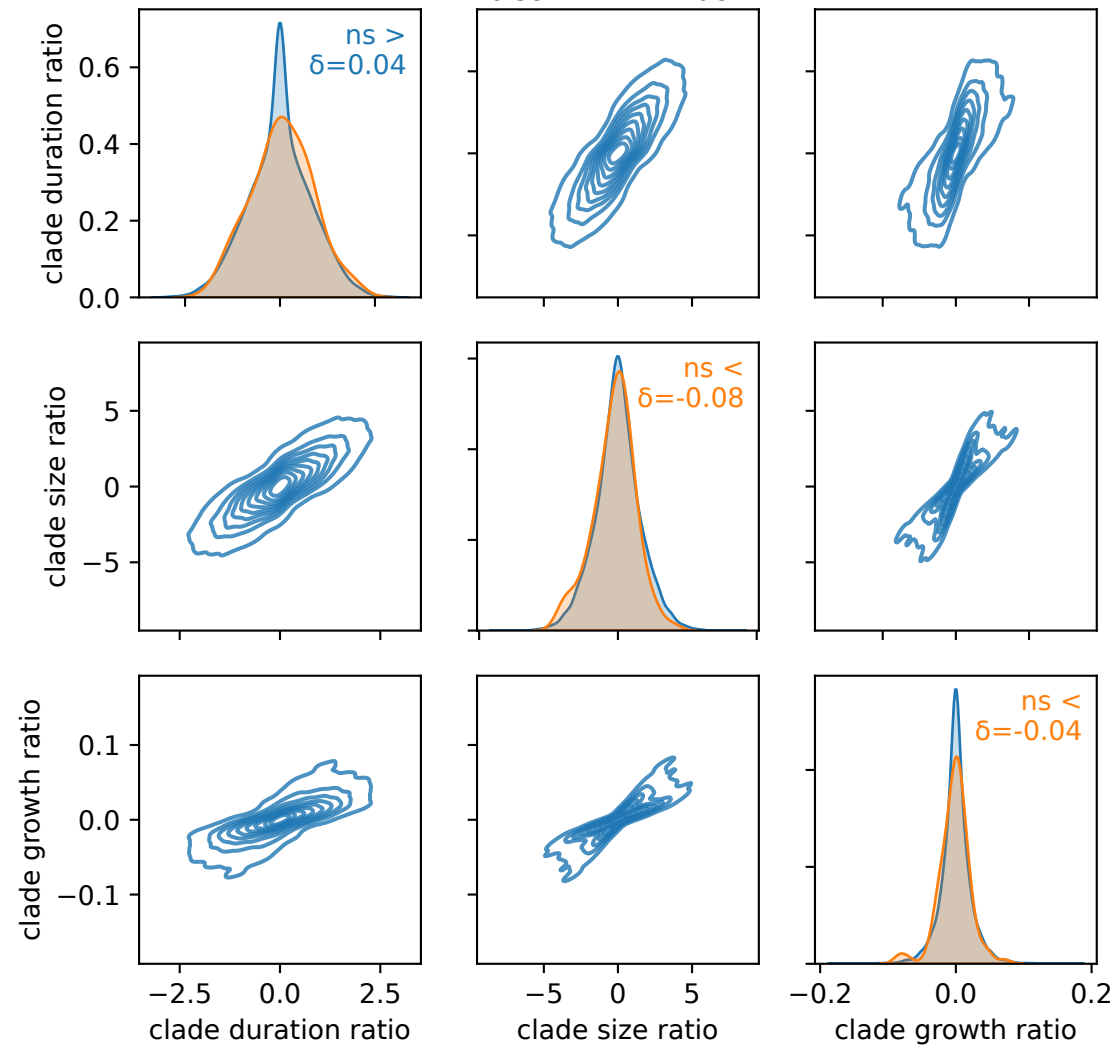 clade duration ratio
0.6
0.4
0.2
0.0
ns >
δ=0.04
clade size ratio
5
0
−5
ns <
δ=-0.08
clade growth ratio
0.1
0.0
−0.1
ns <
δ=-0.04
−2.5 0.0 2.5
−5 0 5
−0.2 0.0 0.2
clade duration ratio
clade size ratio
clade growth ratio